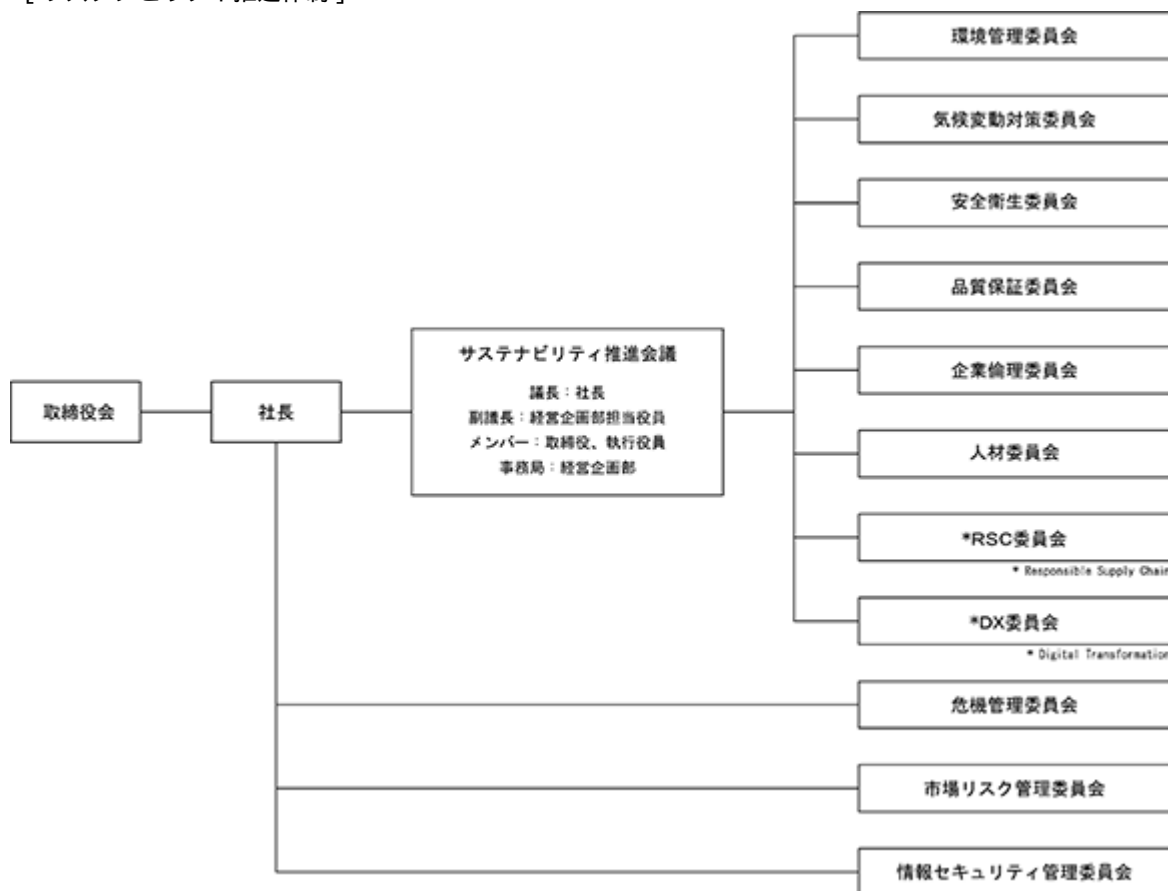 環境管理委員会
気候変動対策委員会
安全衛生委員会
品質保証委員会
サステナビリティ推進会議
議長：社長
副議長：経営企画部担当役員
メンバー：取締役、執行役員
事務局：経営企画部
取締役会
社長
企業倫理委員会
人材委員会
*RSC委員会
* Responsible Supply Chain
*DX委員会
* Digital Transformation
危機管理委員会
市場リスク管理委員会
情報セキュリティ管理委員会